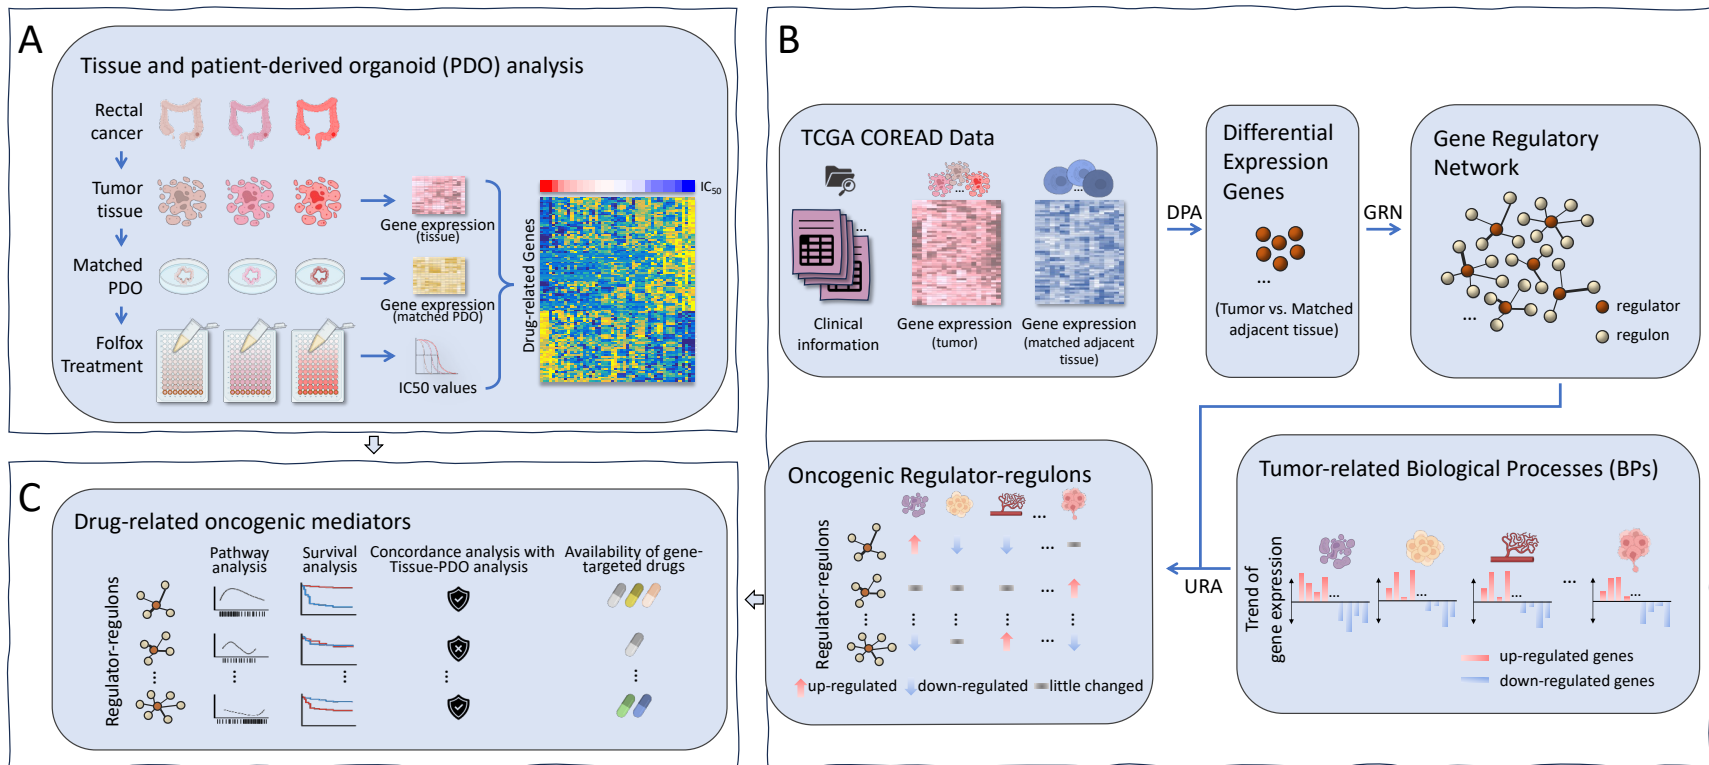 A
Tissue and patient-derived organoid (PDO) analysis
Rectal
cancer
Tumor
tissue
Matched
PDO
Folfox
Treatment
Gene expression
(tissue)
Gene expression
(matched PDO)
IC50 values
Drug-related Genes
IC50
B
TCGA COREAD Data
...
...
...
Clinical
information
Gene expression
(tumor)
Gene expression
(matched adjacent
tissue)
DPA
Differential
Expression
Genes
...
(Tumor vs. Matched
adjacent tissue)
GRN
Gene Regulatory
Network
...
regulator
regulon
Tumor-related Biological Processes (BPs)
Trend of
gene expression
...
...
...
...
...
up-regulated genes
down-regulated genes
URA
Oncogenic Regulator-regulons
Regulator-regulons
...
...
...
...
up-regulated
down-regulated
little changed
C
Drug-related oncogenic mediators
Pathway
analysis
Survival
analysis
Concordance analysis with
Tissue-PDO analysis
Availability of gene-
targeted drugs
Regulator-regulons